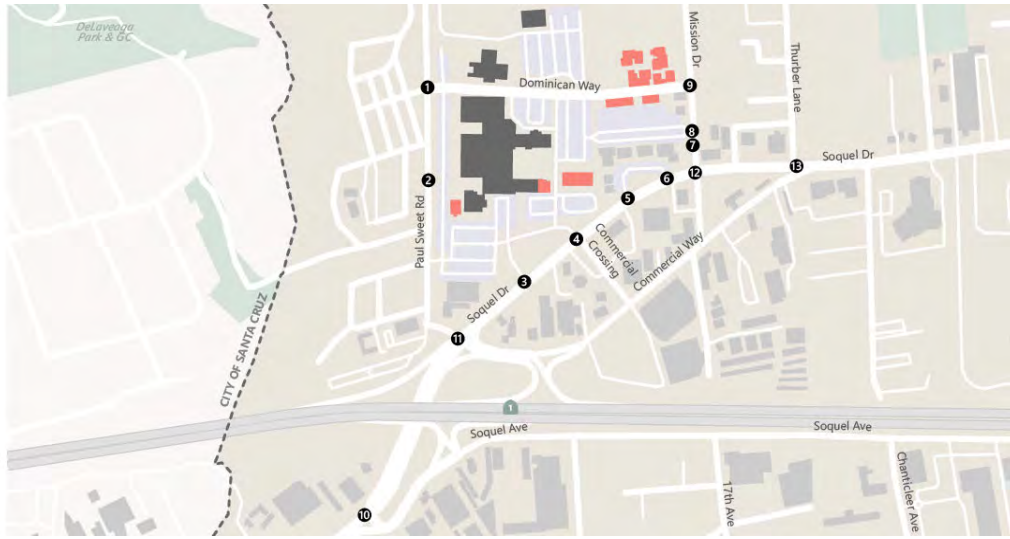 DeLaveaga
Park & GC
Mission Dr
Thurber Lane
1
Dominican Way
9
8
7
Soquel Dr
13
12
6
2
5
Paul Sweet Rd
4
Commercial
Crossing
Commercial Way
3
Soquel Dr
CITY OF SANTA CRUZ
11
1
Soquel Ave
Soquel Ave
17th Ave
Chanticleer Ave
10